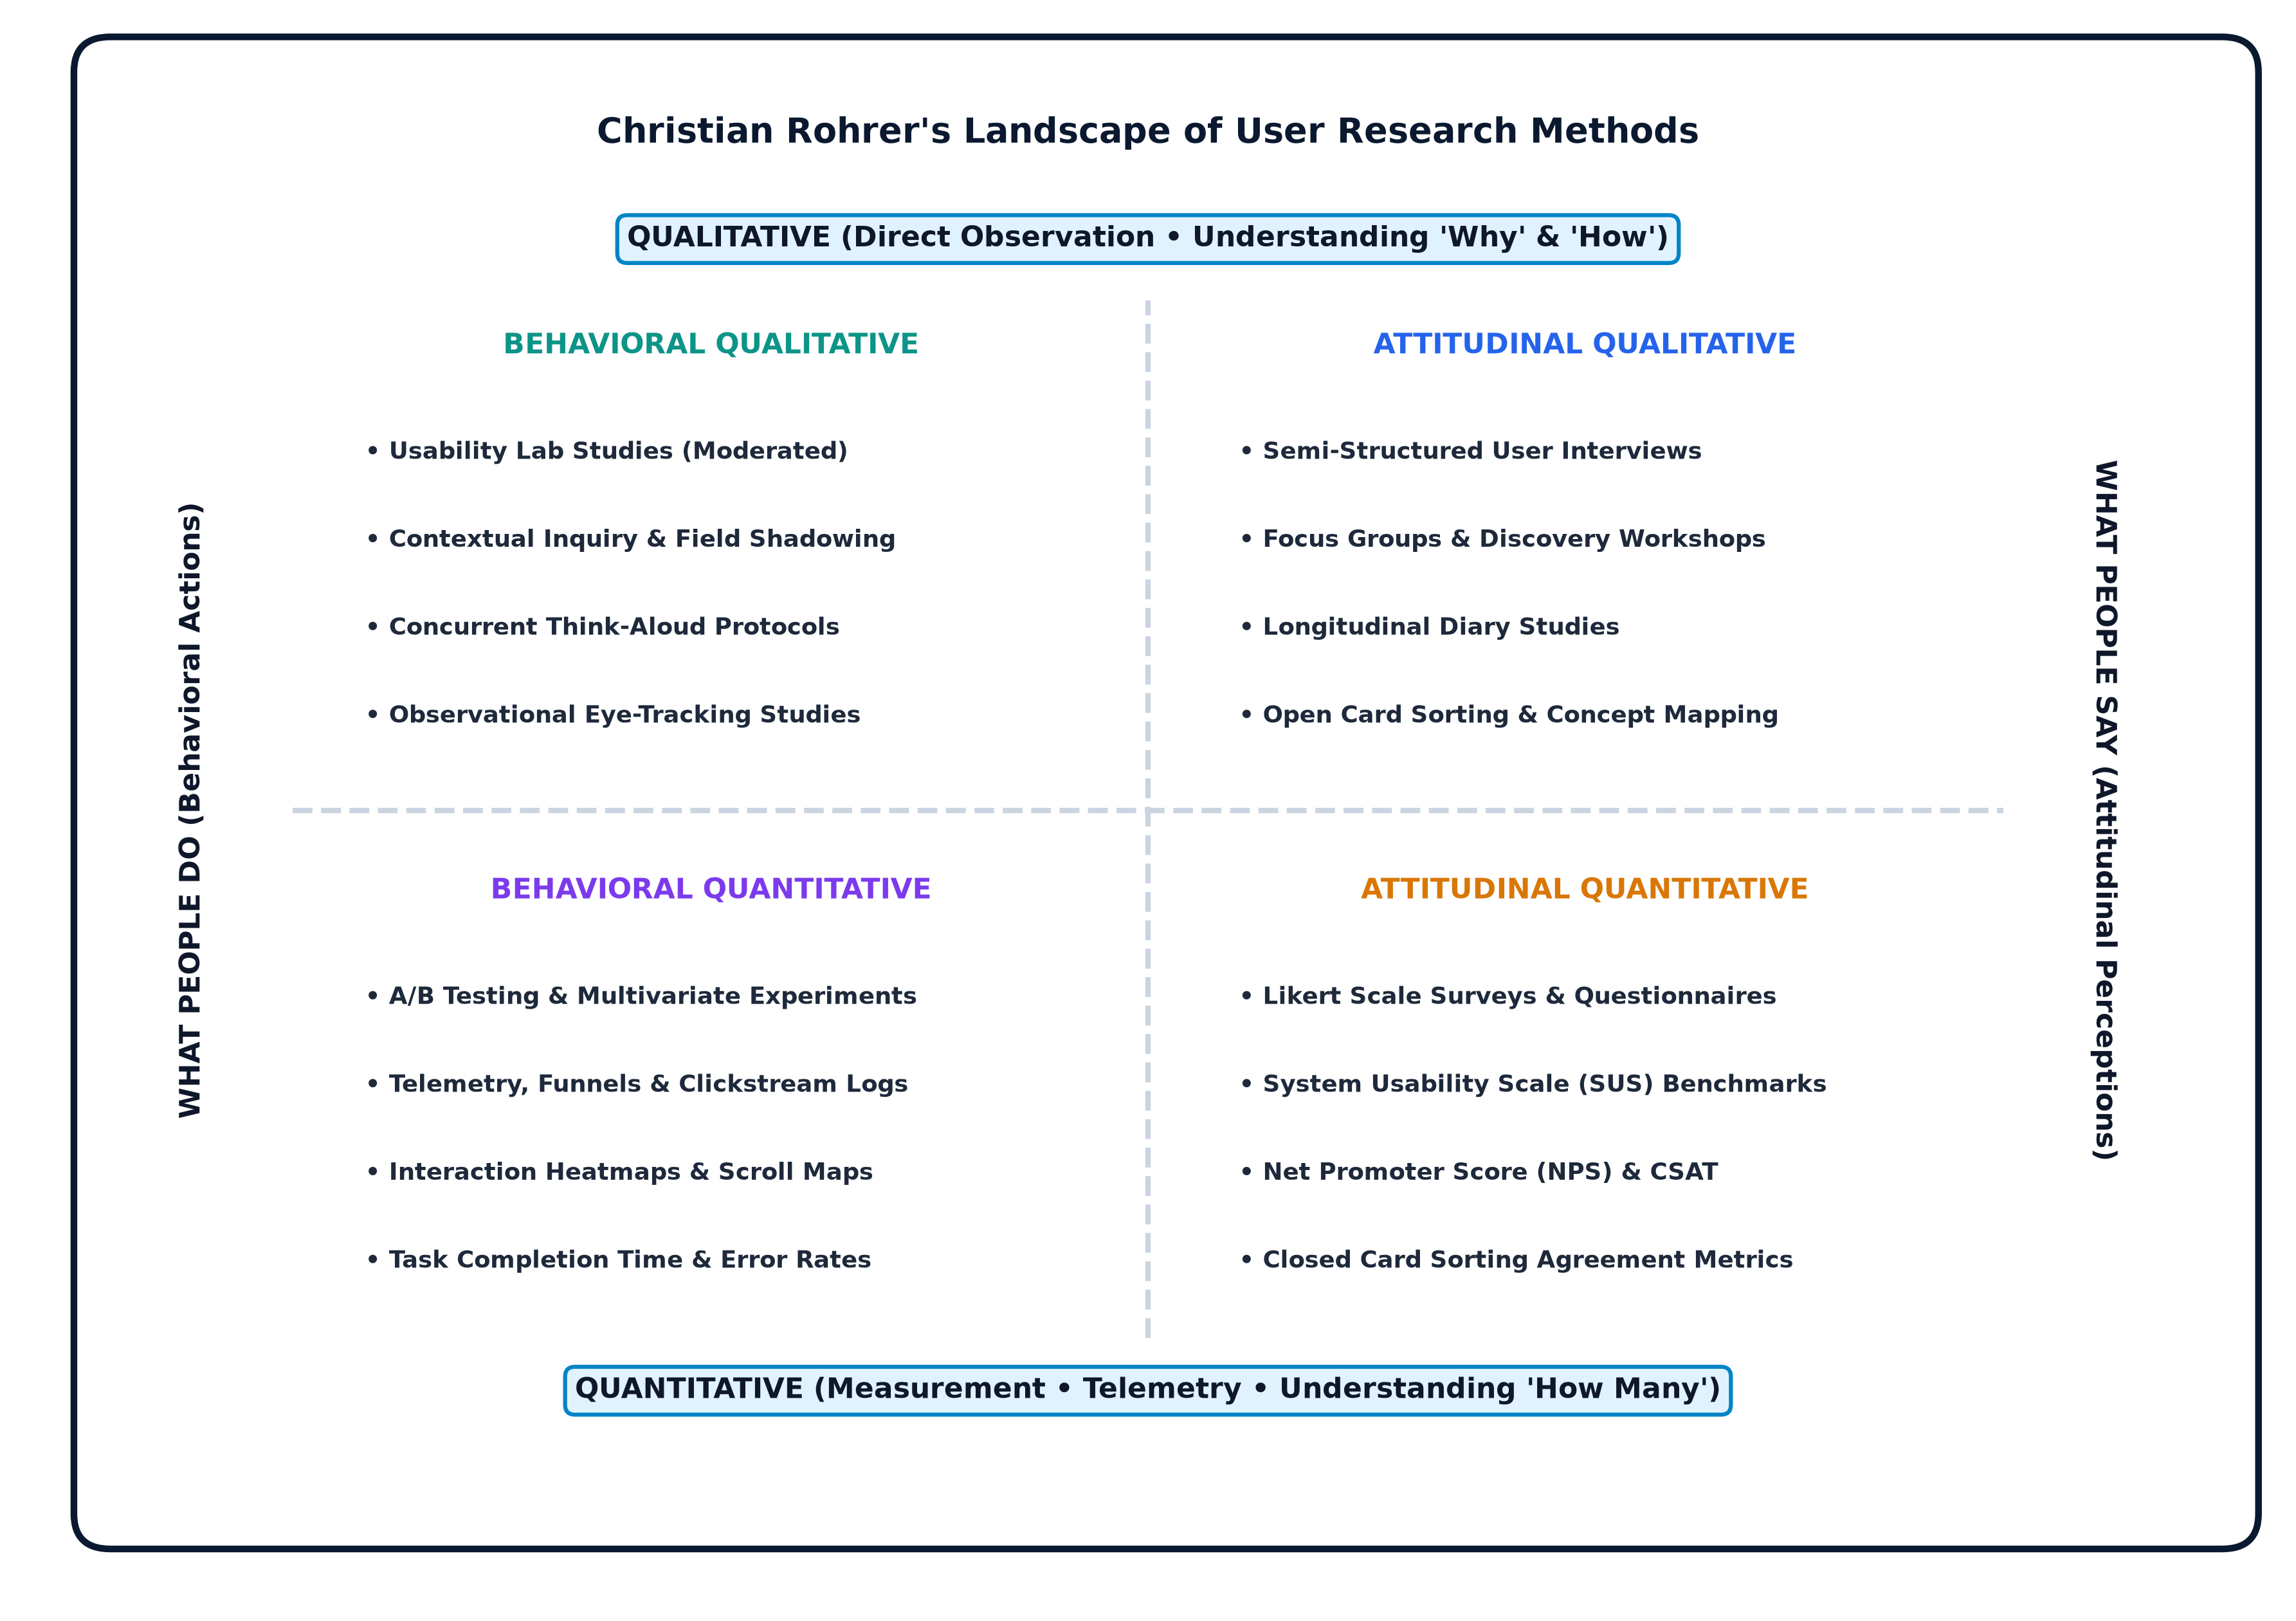 Christian Rohrer's Landscape of User Research Methods
QUALITATIVE (Direct Observation • Understanding 'Why' & 'How')
BEHAVIORAL QUALITATIVE
• Usability Lab Studies (Moderated)
• Contextual Inquiry & Field Shadowing
• Concurrent Think-Aloud Protocols
• Observational Eye-Tracking Studies
ATTITUDINAL QUALITATIVE
• Semi-Structured User Interviews
• Focus Groups & Discovery Workshops
• Longitudinal Diary Studies
• Open Card Sorting & Concept Mapping
WHAT PEOPLE DO (Behavioral Actions)
WHAT PEOPLE SAY (Attitudinal Perceptions)
BEHAVIORAL QUANTITATIVE
• A/B Testing & Multivariate Experiments
• Telemetry, Funnels & Clickstream Logs
• Interaction Heatmaps & Scroll Maps
• Task Completion Time & Error Rates
ATTITUDINAL QUANTITATIVE
• Likert Scale Surveys & Questionnaires
• System Usability Scale (SUS) Benchmarks
• Net Promoter Score (NPS) & CSAT
• Closed Card Sorting Agreement Metrics
QUANTITATIVE (Measurement • Telemetry • Understanding 'How Many')